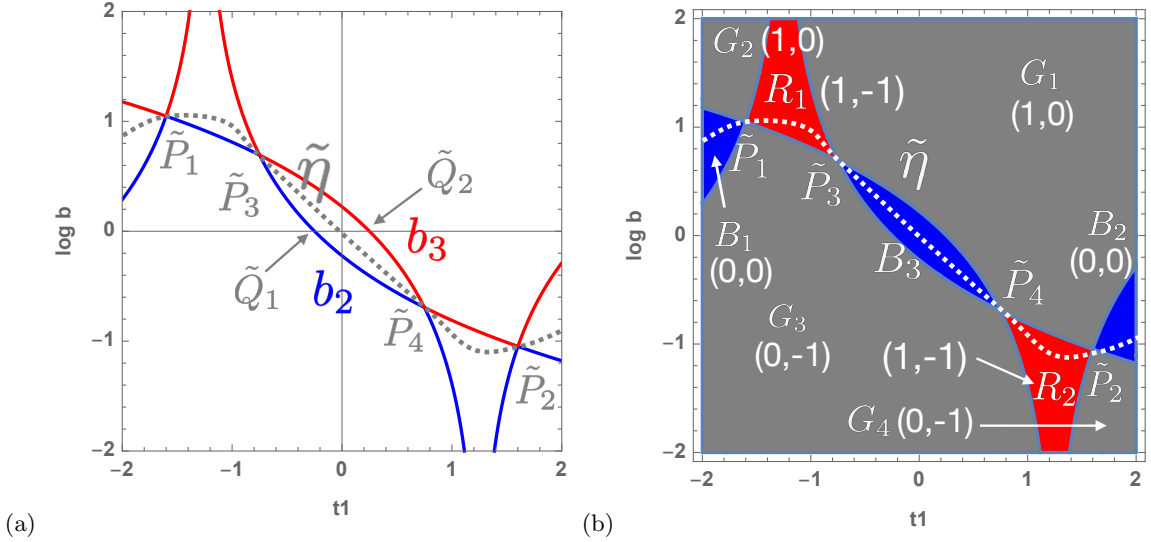 2
1
0
−1
−2
log b
P̃₁
P̃₃
η̃
Q̃₂
b₃
Q̃₁
b₂
P̃₄
P̃₂
−2
−1
0
1
2
t1
(a)
2
1
0
−1
−2
log b
G₂ (1,0)
R₁ (1,-1)
G₁
(1,0)
P̃₁
P̃₃
η̃
B₁
(0,0)
B₃
B₂
(0,0)
P̃₄
G₃
(0,-1)
(1,-1)
R₂
P̃₂
G₄ (0,-1)
−2
−1
0
1
2
t1
(b)